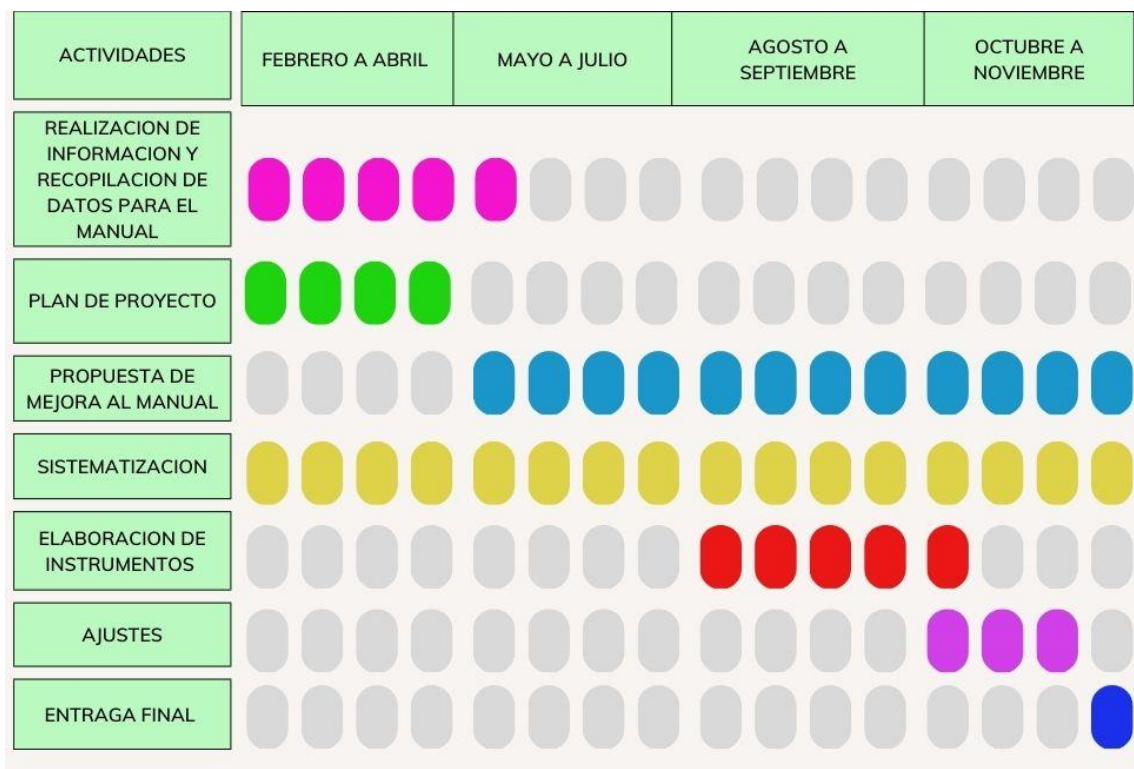 ACTIVIDADES
FEBRERO A ABRIL
MAYO A JULIO
AGOSTO A
SEPTIEMBRE
OCTUBRE A
NOVIEMBRE
REALIZACION DE
INFORMACION Y
RECOPILACION DE
DATOS PARA EL
MANUAL
PLAN DE PROYECTO
PROPUESTA DE
MEJORA AL MANUAL
SISTEMATIZACION
ELABORACION DE
INSTRUMENTOS
AJUSTES
ENTRAGA FINAL